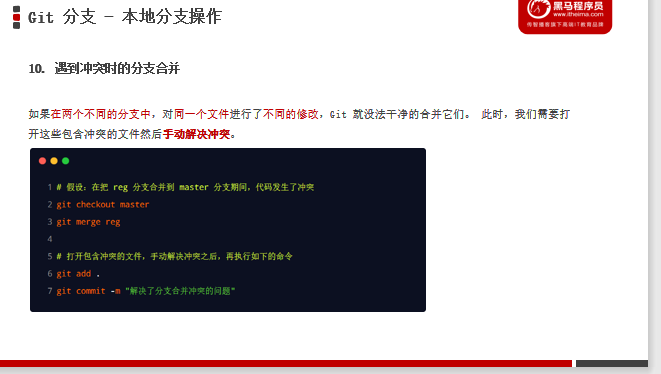 Git 分支 - 本地分支操作
黑马程序员
www.itheima.com
传智播客旗下高端IT教育品牌
10. 遇到冲突时的分支合并
如果在两个不同的分支中，对同一个文件进行了不同的修改，Git 就没法干净的合并它们。 此时，我们需要打
开这些包含冲突的文件然后手动解决冲突。
1 # 假设：在把 reg 分支合并到 master 分支期间，代码发生了冲突
2 git checkout master
3 git merge reg
4
5 # 打开包含冲突的文件，手动解决冲突之后，再执行如下的命令
6 git add .
7 git commit -m "解决了分支合并冲突的问题"